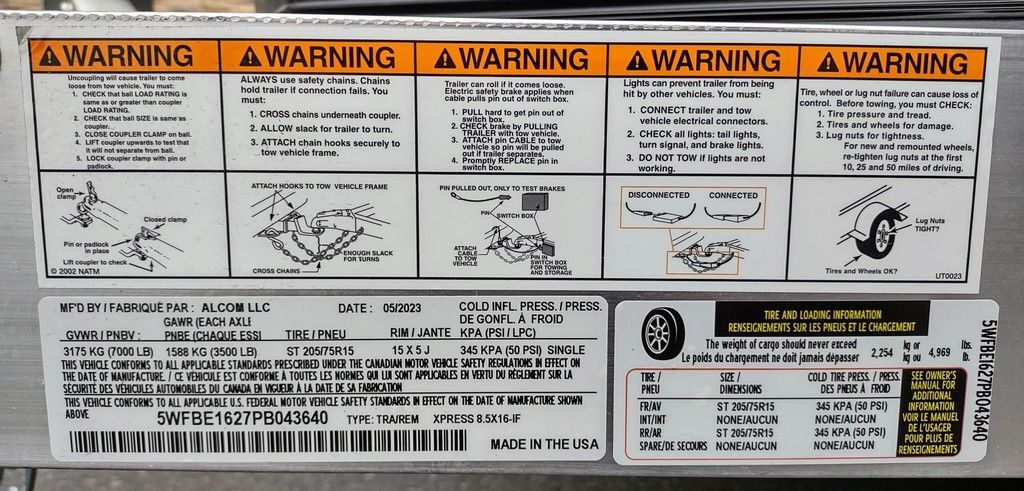 WARNING
Uncoupling will cause trailer to come
loose from tow vehicle. You must:
1. CHECK that ball LOAD RATING is
same as or greater than coupler
LOAD RATING.
2. CHECK that ball SIZE is same as
coupler.
3. CLOSE COUPLER CLAMP on ball.
4. LIFT coupler upwards to test that
it will not separate from ball.
5. LOCK coupler clamp with pin or
padlock.
Open
clamp
Closed clamp
Pin or padlock
in place
Lift coupler to check
© 2002 NATM
WARNING
ALWAYS use safety chains. Chains
hold trailer if connection fails. You
must:
1. CROSS chains underneath coupler.
2. ALLOW slack for trailer to turn.
3. ATTACH chain hooks securely to
tow vehicle frame.
ATTACH HOOKS TO TOW VEHICLE FRAME
ENOUGH SLACK
FOR TURNS
CROSS CHAINS
WARNING
Trailer can roll if it comes loose.
Electric safety brake applies when
cable pulls pin out of switch box.
1. PULL hard to get pin out of
switch box.
2. CHECK brake by PULLING
TRAILER with tow vehicle.
3. ATTACH pin CABLE to tow
vehicle so pin will be pulled
out if trailer separates.
4. Promptly REPLACE pin in
switch box.
PIN PULLED OUT, ONLY TO TEST BRAKES
PIN
SWITCH BOX
ATTACH
CABLE
TO TOW
VEHICLE
PIN IN
SWITCH BOX
FOR TOWING
AND STORAGE
WARNING
Lights can prevent trailer from being
hit by other vehicles. You must:
1. CONNECT trailer and tow
vehicle electrical connectors.
2. CHECK all lights: tail lights,
turn signal, and brake lights.
3. DO NOT TOW if lights are not
working.
DISCONNECTED CONNECTED
WARNING
Tire, wheel or lug nut failure can cause loss of
control. Before towing, you must CHECK:
1. Tire pressure and tread.
2. Tires and wheels for damage.
3. Lug nuts for tightness.
For new and remounted wheels,
re-tighten lug nuts at the first
10, 25 and 50 miles of driving.
Lug Nuts
TIGHT?
Tires and Wheels OK?
UT0023
MF'D BY / FABRIQUÉ PAR : ALCOM LLC DATE : 05/2023 COLD INFL. PRESS. / PRESS.
DE GONFL. À FROID
GAWR (EACH AXLE
GVWR / PNBV : PNBE (CHAQUE ESSI TIRE / PNEU RIM / JANTE KPA (PSI / LPC)
3175 KG (7000 LB) 1588 KG (3500 LB) ST 205/75R15 15 X 5 J 345 KPA (50 PSI) SINGLE
THIS VEHICLE CONFORMS TO ALL APPLICABLE STANDARDS PRESCRIBED UNDER THE CANADIAN MOTOR VEHICLE SAFETY REGULATIONS IN EFFECT ON
THE DATE OF MANUFACTURE. / CE VÉHICULE EST CONFORME À TOUTES LES NORMES QUI LUI SONT APPLICABLES EN VERTU DU RÈGLEMENT SUR LA
SÉCURITÉ DES VÉHICULES AUTOMOBILES DU CANADA EN VIGUEUR À LA DATE DE SA FABRICATION
THIS VEHICLE CONFORMS TO ALL APPLICABLE U.S. FEDERAL MOTOR VEHICLE SAFETY STANDARDS IN EFFECT ON THE DATE OF MANUFACTURE SHOWN
ABOVE
5WFBE1627PB043640 TYPE: TRA/REM XPRESS 8.5X16-IF
MADE IN THE USA
TIRE AND LOADING INFORMATION
RENSEIGNEMENTS SUR LES PNEUS ET LE CHARGEMENT
The weight of cargo should never exceed
Le poids du chargement ne doit jamais dépasser
2,254 kg or kg ou 4,969 lbs. lb.
TIRE / SIZE / COLD TIRE PRESS. / PRESS.
PNEU DIMENSIONS DES PNEUS À FROID
FR/AV ST 205/75R15 345 KPA (50 PSI)
INT/INT NONE/AUCUN NONE/AUCUN
RR/AR ST 205/75R15 345 KPA (50 PSI)
SPARE/DE SECOURS NONE/AUCUN NONE/AUCUN
SEE OWNER'S
MANUAL FOR
ADDITIONAL
INFORMATION
VOIR LE MANUEL
DE L'USAGER
POUR PLUS DE
RENSEIGNEMENTS
5WFBE1627PB043640